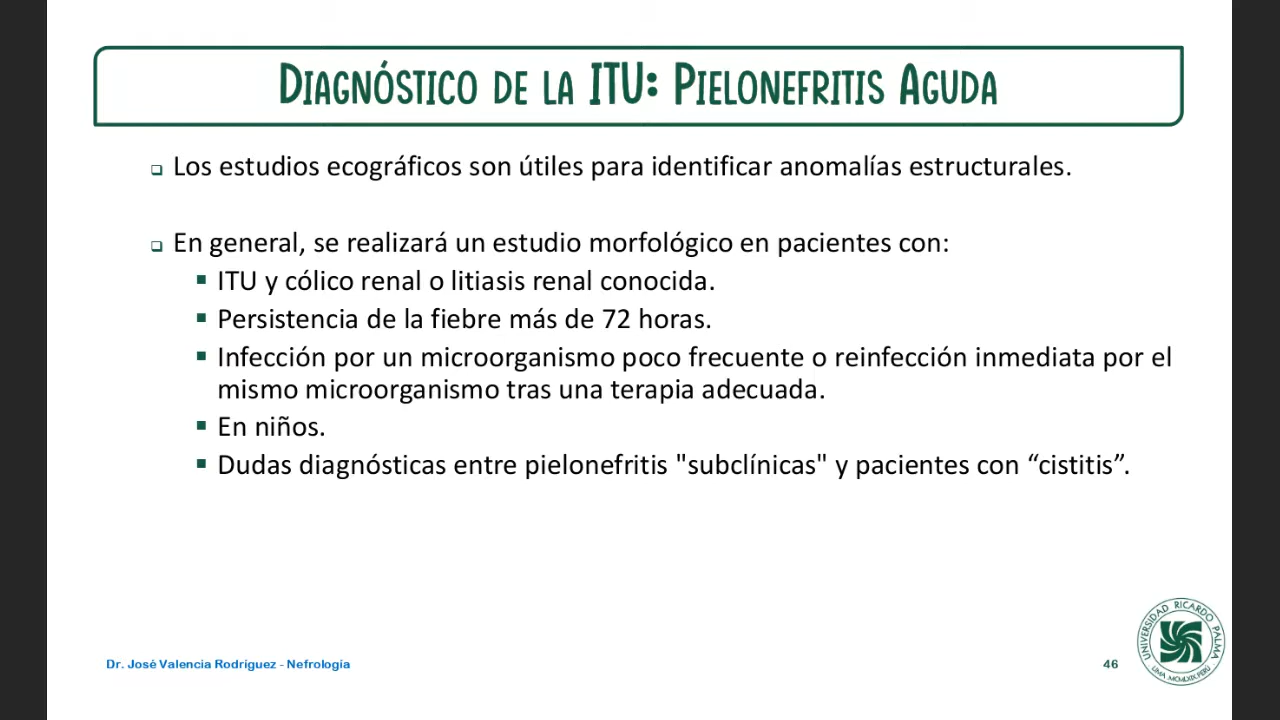 DIAGNÓSTICO DE LA ITU: PIELONEFRITIS AGUDA
Los estudios ecográficos son útiles para identificar anomalías estructurales.
En general, se realizará un estudio morfológico en pacientes con:
ITU y cólico renal o litiasis renal conocida.
Persistencia de la fiebre más de 72 horas.
Infección por un microorganismo poco frecuente o reinfección inmediata por el
mismo microorganismo tras una terapia adecuada.
En niños.
Dudas diagnósticas entre pielonefritis "subclínicas" y pacientes con “cistitis”.
Dr. José Valencia Rodríguez - Nefrología
46
UNIVERSIDAD RICARDO PALMA